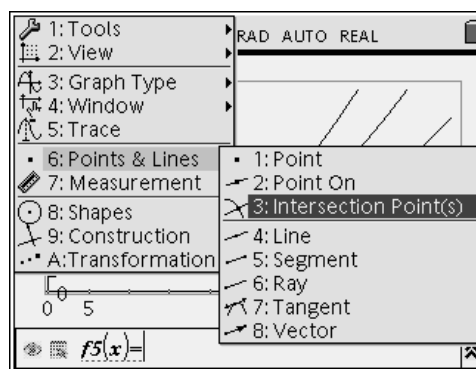 1: Tools
RAD AUTO REAL
2: View
3: Graph Type
4: Window
5: Trace
6: Points & Lines
7: Measurement
8: Shapes
9: Construction
A: Transformation
1: Point
2: Point On
3: Intersection Point(s)
4: Line
5: Segment
6: Ray
7: Tangent
8: Vector
0
0 5
f5(x)=